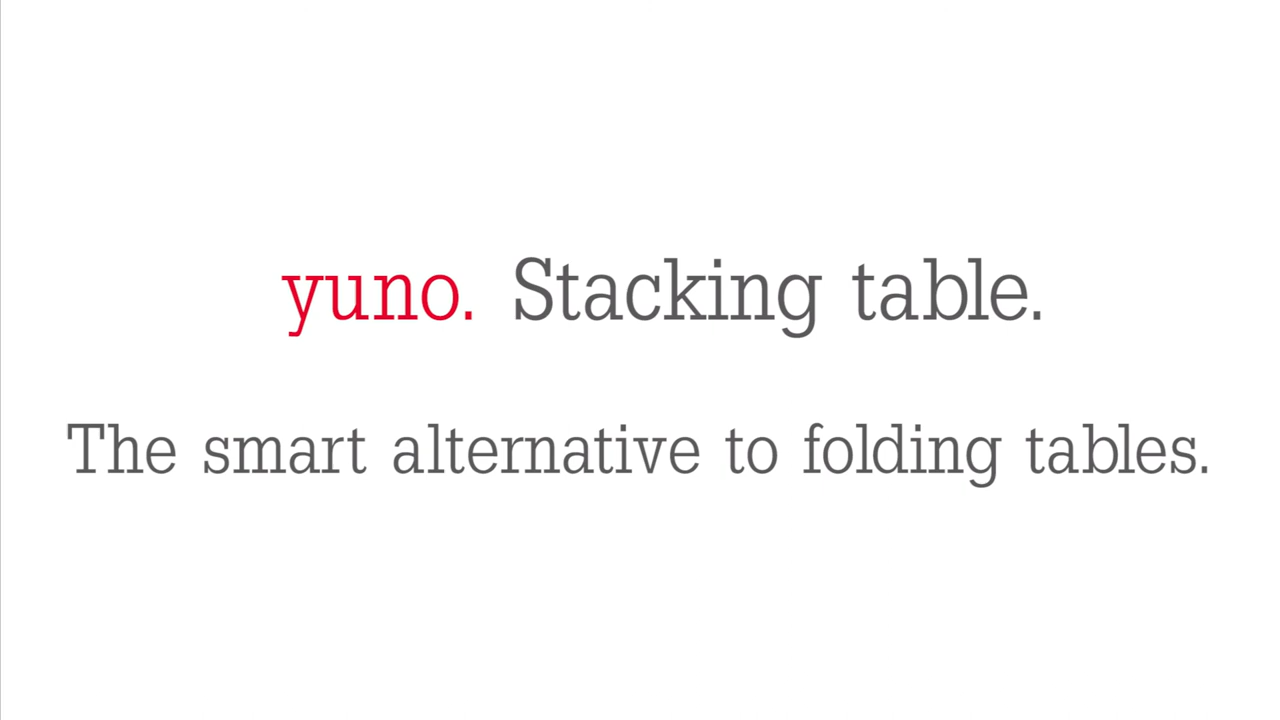 yuno. Stacking table.
The smart alternative to folding tables.